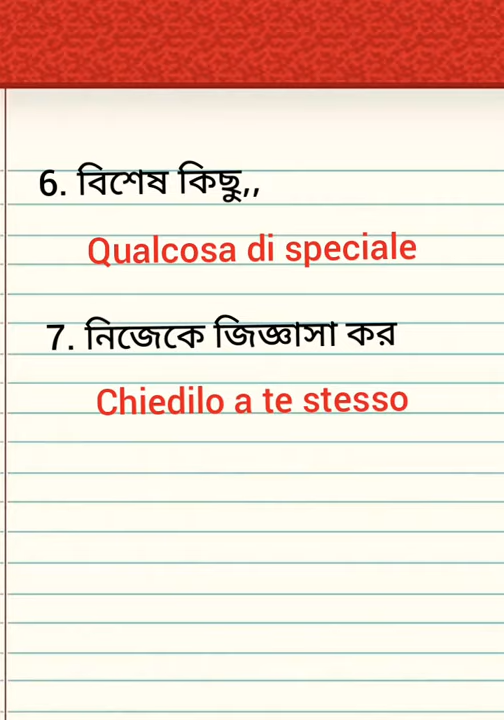 6. বিশেষ কিছু,,
Qualcosa di speciale
7. নিজেকে জিজ্ঞাসা কর
Chiedilo a te stesso